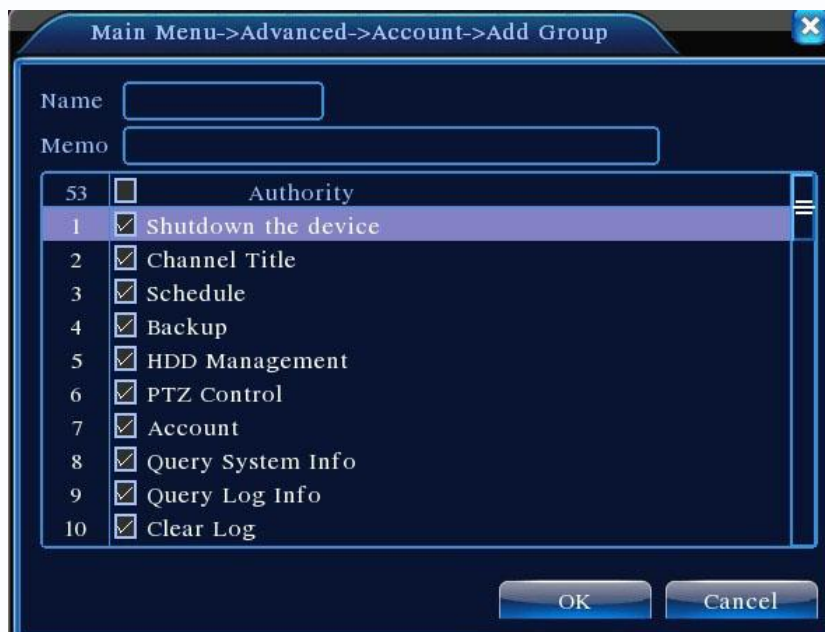 Main Menu->Advanced->Account->Add Group
Name
Memo
53 Authority
1 Shutdown the device
2 Channel Title
3 Schedule
4 Backup
5 HDD Management
6 PTZ Control
7 Account
8 Query System Info
9 Query Log Info
10 Clear Log
OK Cancel